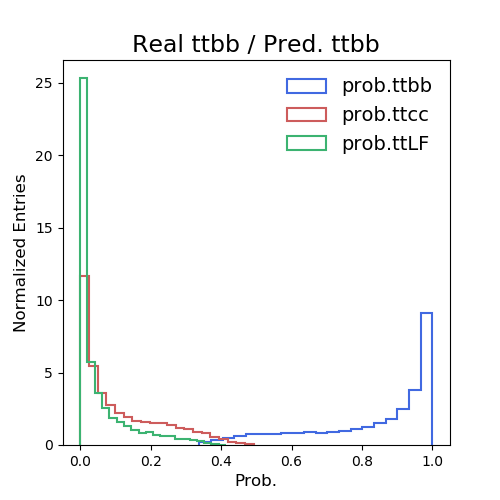 Real ttbb / Pred. ttbb
prob.ttbb
prob.ttcc
prob.ttLF
Normalized Entries
25
20
15
10
5
0
0.0 0.2 0.4 0.6 0.8 1.0
Prob.